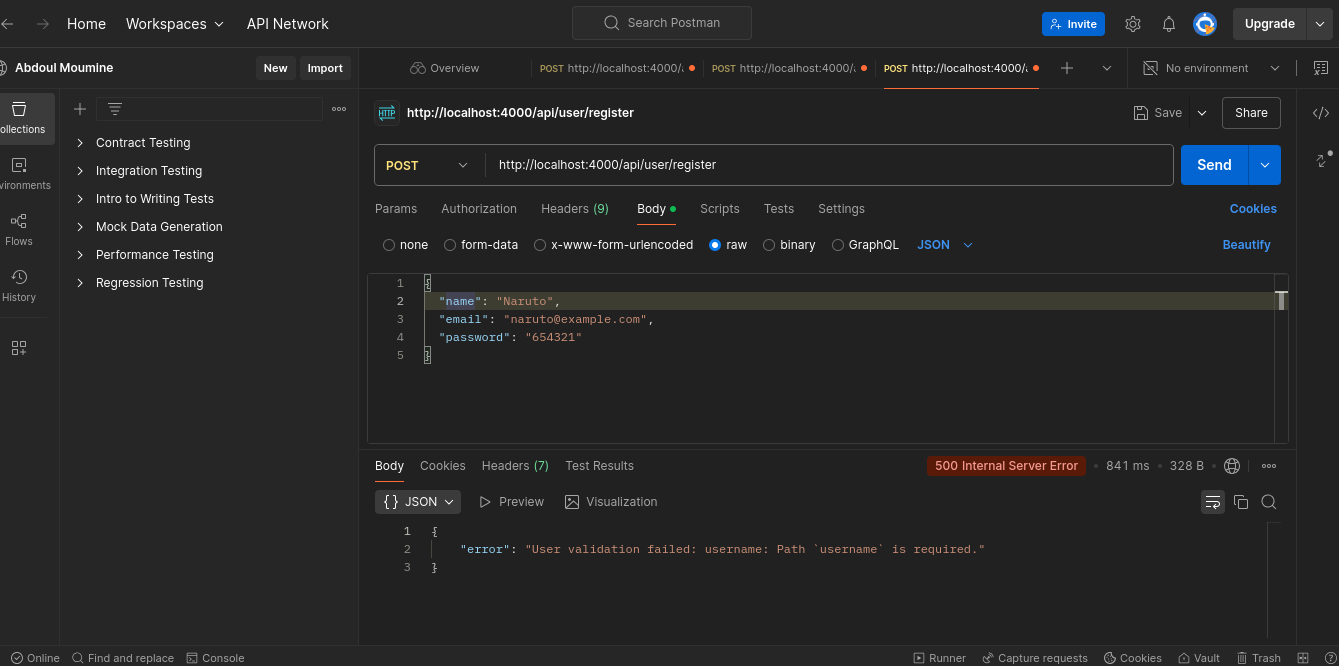 Home Workspaces API Network Search Postman Invite Upgrade
Abdoul Moumine New Import Overview POST http://localhost:4000/ POST http://localhost:4000/ POST http://localhost:4000/ No environment
http://localhost:4000/api/user/register Save Share
ollections
Contract Testing
Integration Testing
Intro to Writing Tests
Mock Data Generation
Performance Testing
Regression Testing
vironments
Flows
History
POST http://localhost:4000/api/user/register Send
Params Authorization Headers (9) Body Scripts Tests Settings Cookies
none form-data x-www-form-urlencoded raw binary GraphQL JSON Beautify
1 {
2 "name": "Naruto",
3 "email": "naruto@example.com",
4 "password": "654321"
5 }
Body Cookies Headers (7) Test Results 500 Internal Server Error 841 ms 328 B
{} JSON Preview Visualization
1 {
2 "error": "User validation failed: username: Path `username` is required."
3 }
Online Find and replace Console Runner Capture requests Cookies Vault Trash